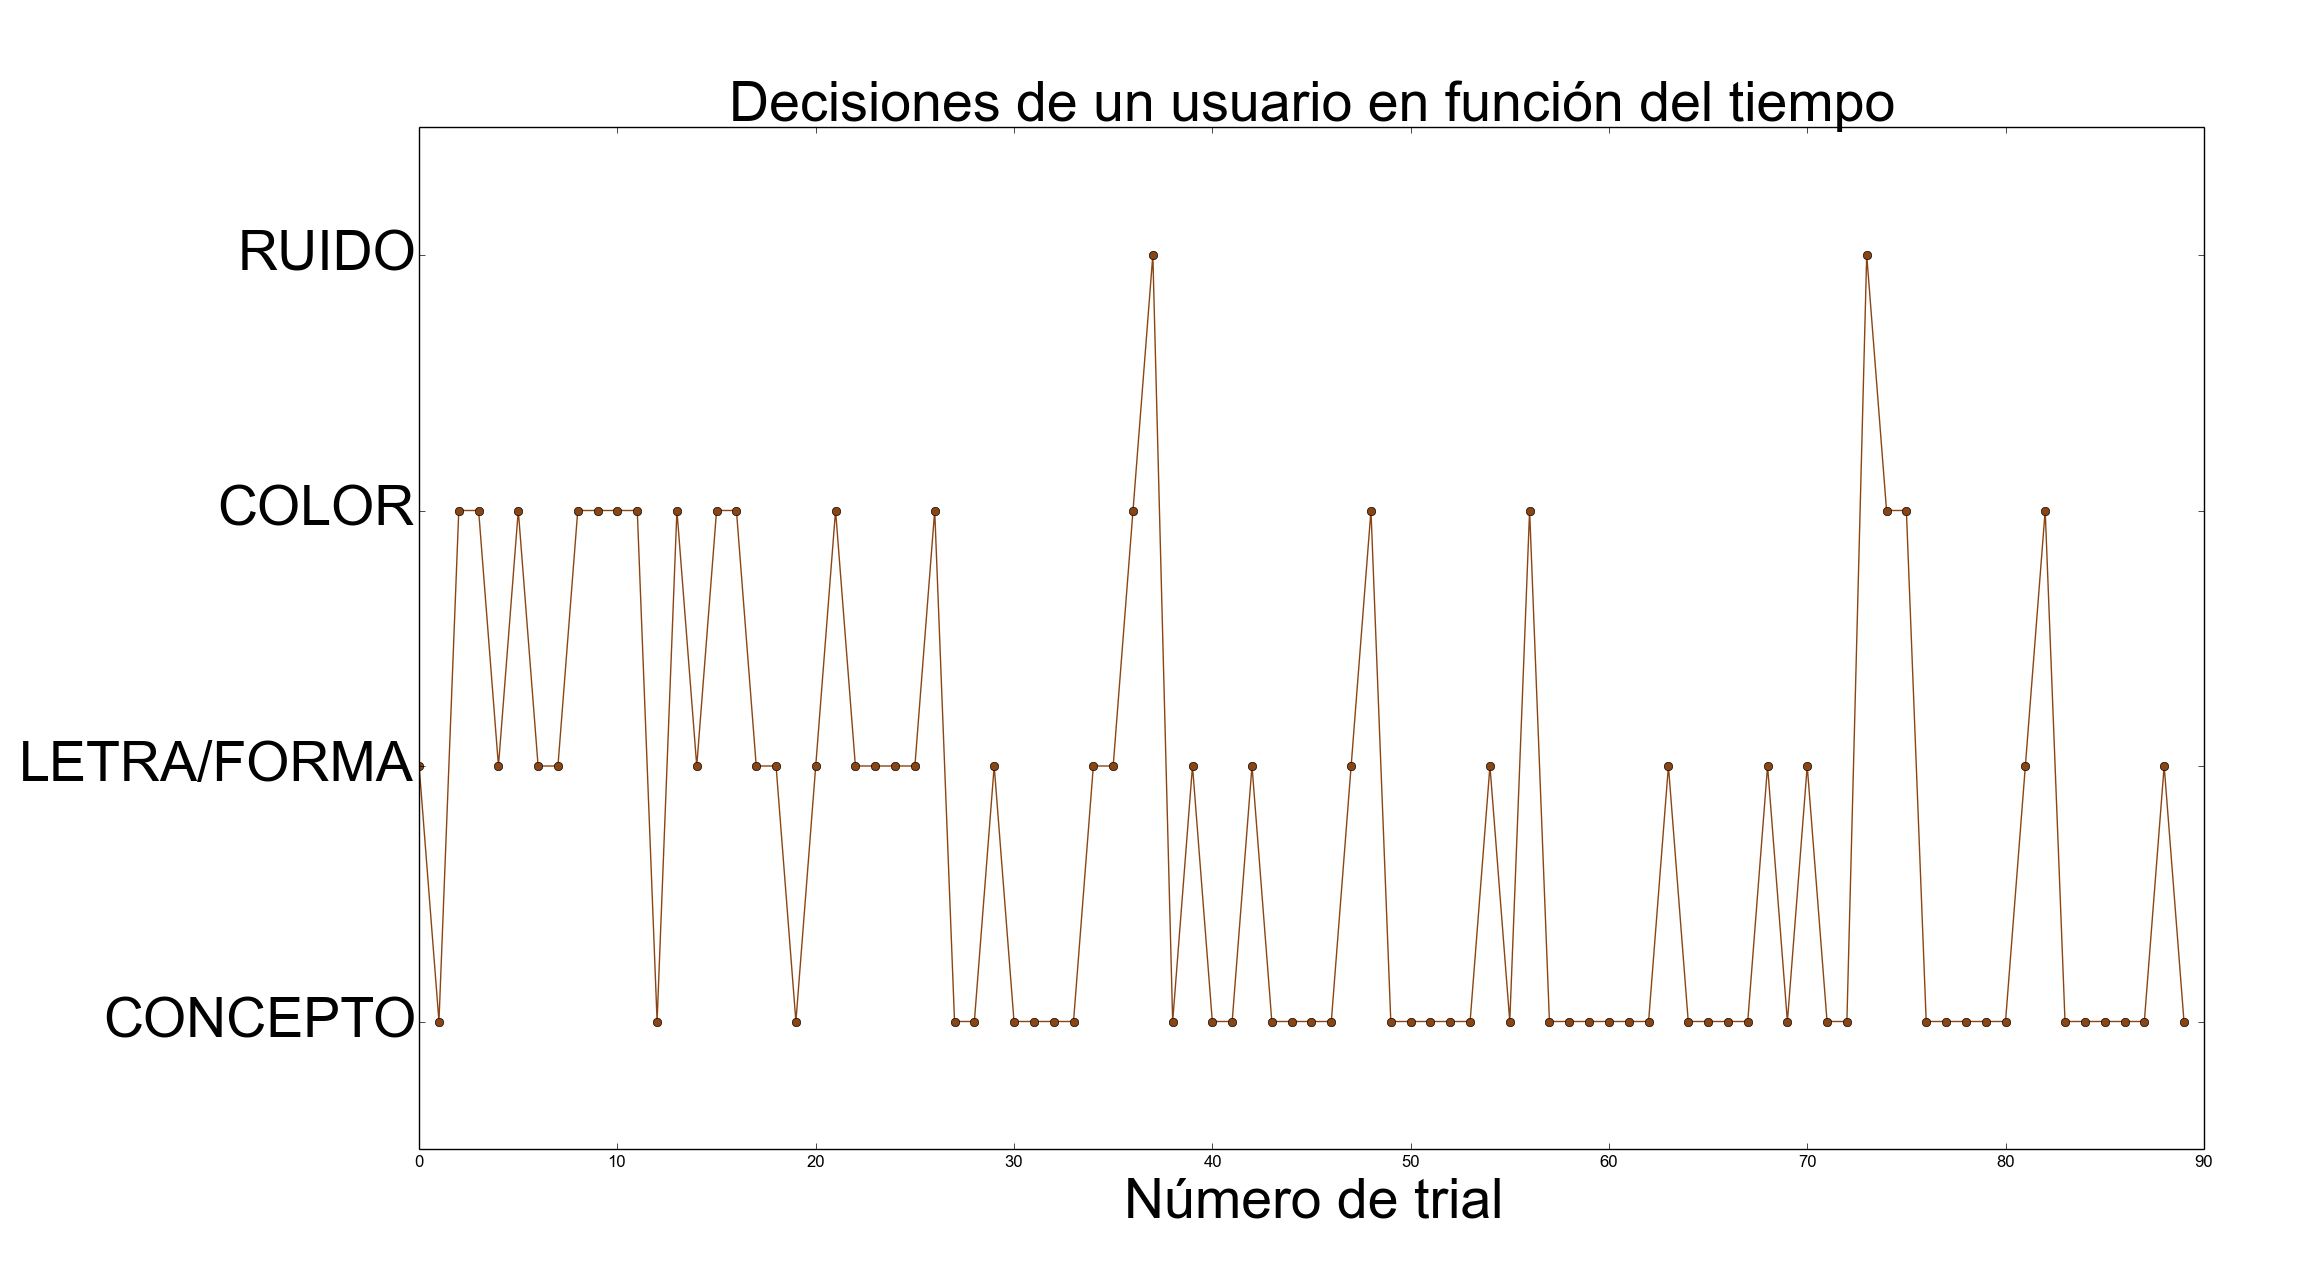 Decisiones de un usuario en función del tiempo
RUIDO
COLOR
LETRA/FORMA
CONCEPTO
0 10 20 30 40 50 60 70 80 90
Número de trial